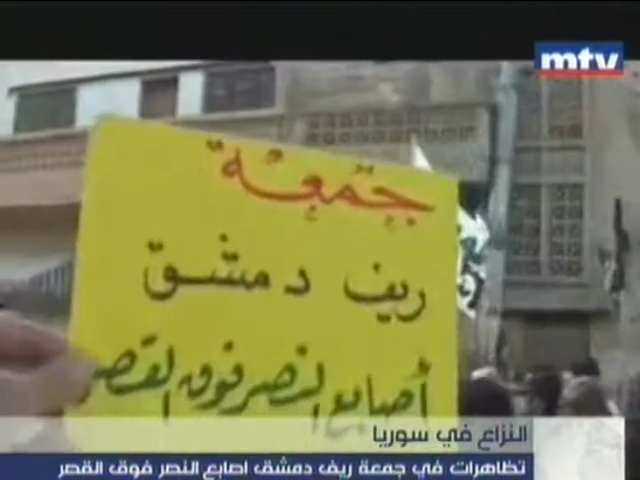 mtv
جمعة
ريف دمشق
أصابع النصر فوق القصر
النزاع في سوريا
تظاهرات في جمعة ريف دمشق اصابع النصر فوق القصر